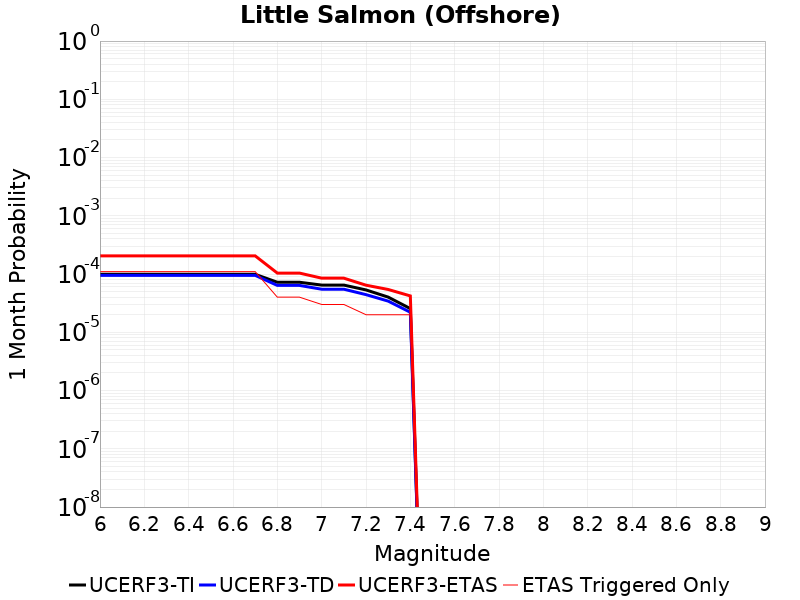 Little Salmon (Offshore)
1 Month Probability
10^0
10^-1
10^-2
10^-3
10^-4
10^-5
10^-6
10^-7
10^-8
6 6.2 6.4 6.6 6.8 7 7.2 7.4 7.6 7.8 8 8.2 8.4 8.6 8.8 9
Magnitude
UCERF3-TI UCERF3-TD UCERF3-ETAS ETAS Triggered Only